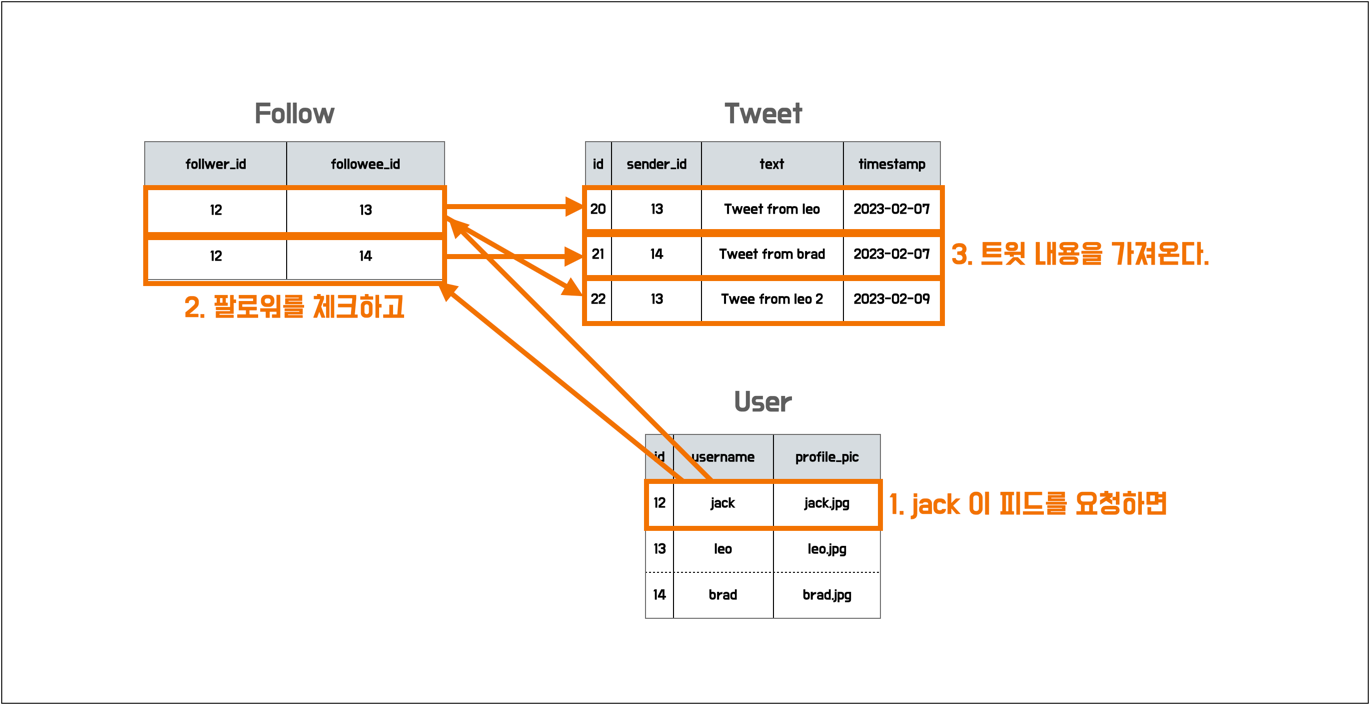 Follow
follwer_id followee_id
12 13
12 14
2. 팔로워를 체크하고
Tweet
id sender_id text timestamp
20 13 Tweet from leo 2023-02-07
21 14 Tweet from brad 2023-02-07
22 13 Twee from leo 2 2023-02-09
3. 트윗 내용을 가져온다.
User
id username profile_pic
12 jack jack.jpg
13 leo leo.jpg
14 brad brad.jpg
1. jack 이 피드를 요청하면